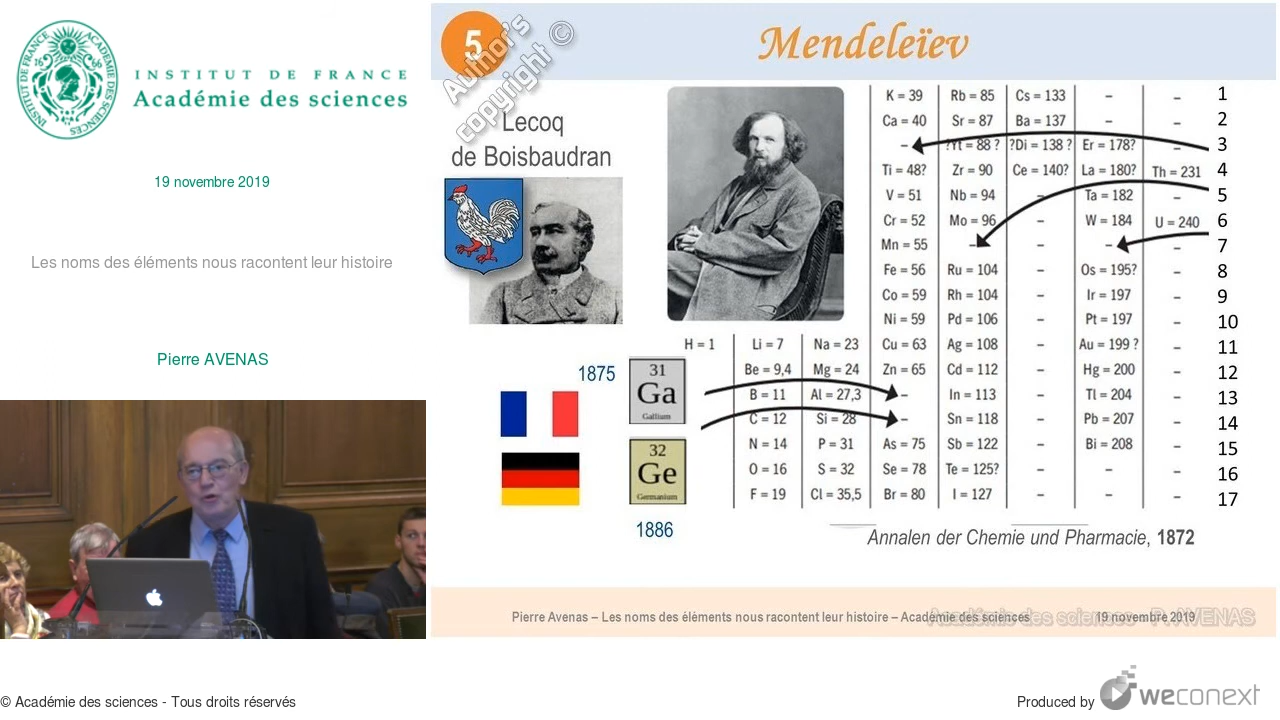 INSTITUT DE FRANCE
Académie des sciences
19 novembre 2019
Les noms des éléments nous racontent leur histoire
Pierre AVENAS
5
Mendeleïev
Author's copyright ©
Lecoq
de Boisbaudran
K = 39 Rb = 85 Cs = 133 – – 1
Ca = 40 Sr = 87 Ba = 137 – – 2
– ?Yt = 88 ? ?Di = 138 ? Er = 178? – 3
Ti = 48? Zr = 90 Ce = 140? La = 180? Th = 231 4
V = 51 Nb = 94 – Ta = 182 – 5
Cr = 52 Mo = 96 – W = 184 U = 240 6
Mn = 55 – – – – 7
Fe = 56 Ru = 104 – Os = 195? – 8
Co = 59 Rh = 104 – Ir = 197 – 9
Ni = 59 Pd = 106 – Pt = 197 – 10
H = 1 Li = 7 Na = 23 Cu = 63 Ag = 108 – Au = 199 ? – 11
Be = 9,4 Mg = 24 Zn = 65 Cd = 112 – Hg = 200 – 12
B = 11 Al = 27,3 – In = 113 – Tl = 204 – 13
C = 12 Si = 28 – Sn = 118 – Pb = 207 – 14
N = 14 P = 31 As = 75 Sb = 122 – Bi = 208 – 15
O = 16 S = 32 Se = 78 Te = 125? – – – 16
F = 19 Cl = 35,5 Br = 80 I = 127 – – – 17
1875
31
Ga
Gallium
32
Ge
Germanium
1886
Annalen der Chemie und Pharmacie, 1872
Pierre Avenas – Les noms des éléments nous racontent leur histoire – Académie des sciences 19 novembre 2019
Académie des sciences - P. AVENAS
© Académie des sciences - Tous droits réservés
Produced by weconext